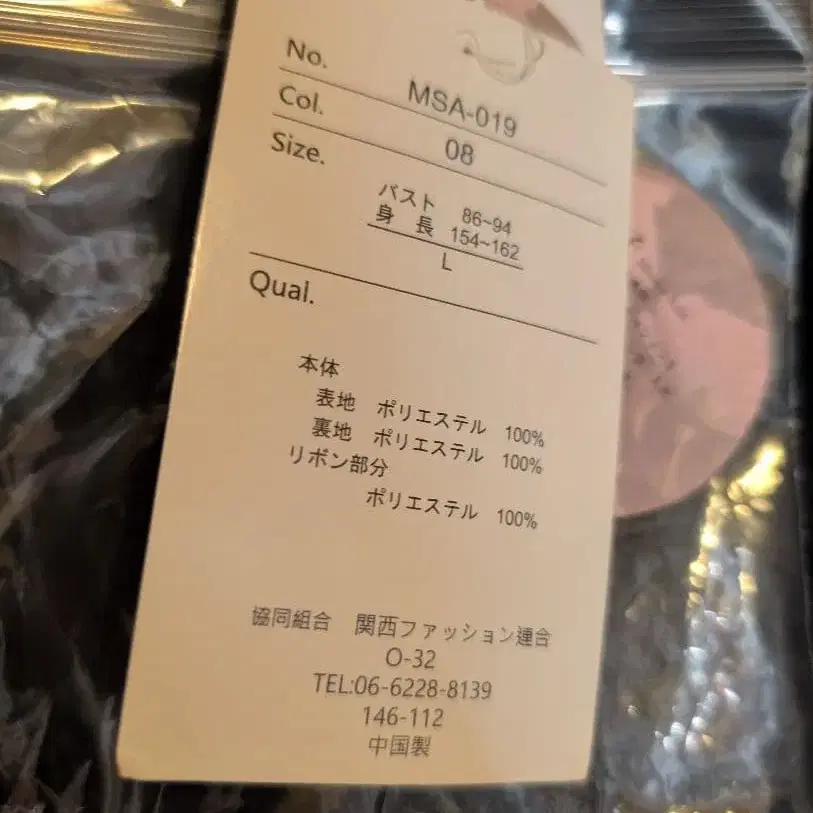 No. MSA-019
Col. 08
Size.
バスト 86~94
身長 154~162
L
Qual.
本体
表地 ポリエステル 100%
裏地 ポリエステル 100%
リボン部分
ポリエステル 100%
協同組合 関西ファッション連合
O-32
TEL:06-6228-8139
146-112
中国製